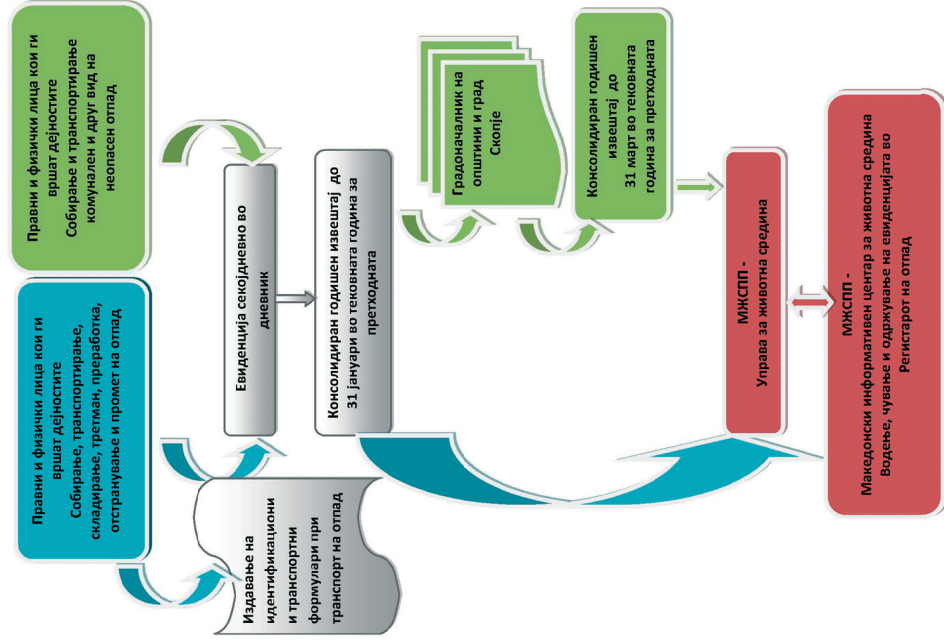 Правни и физички лица кои ги
вршат дејностите
Собирање, транспортирање,
складирање, третман, преработка,
отстранување и промет на отпад
Правни и физички лица кои ги
вршат дејностите
Собирање и транспортирање
комунален и друг вид на
неопасен отпад
Издавање на
идентификациони
и транспортни
формулари при
транспорт на отпад
Евиденција секојдневно во
дневник
Консолидиран годишен извештај до
31 јануари во тековната година за
претходната
Градоначалник на
општини и град
Скопје
Консолидиран годишен
извештај до
31 март во тековната
година за претходната
МЖСПП -
Управа за животна средина
МЖСПП -
Македонски информативен центар за животна средина
Водење, чување и одржување на евиденцијата во
Регистарот на отпад